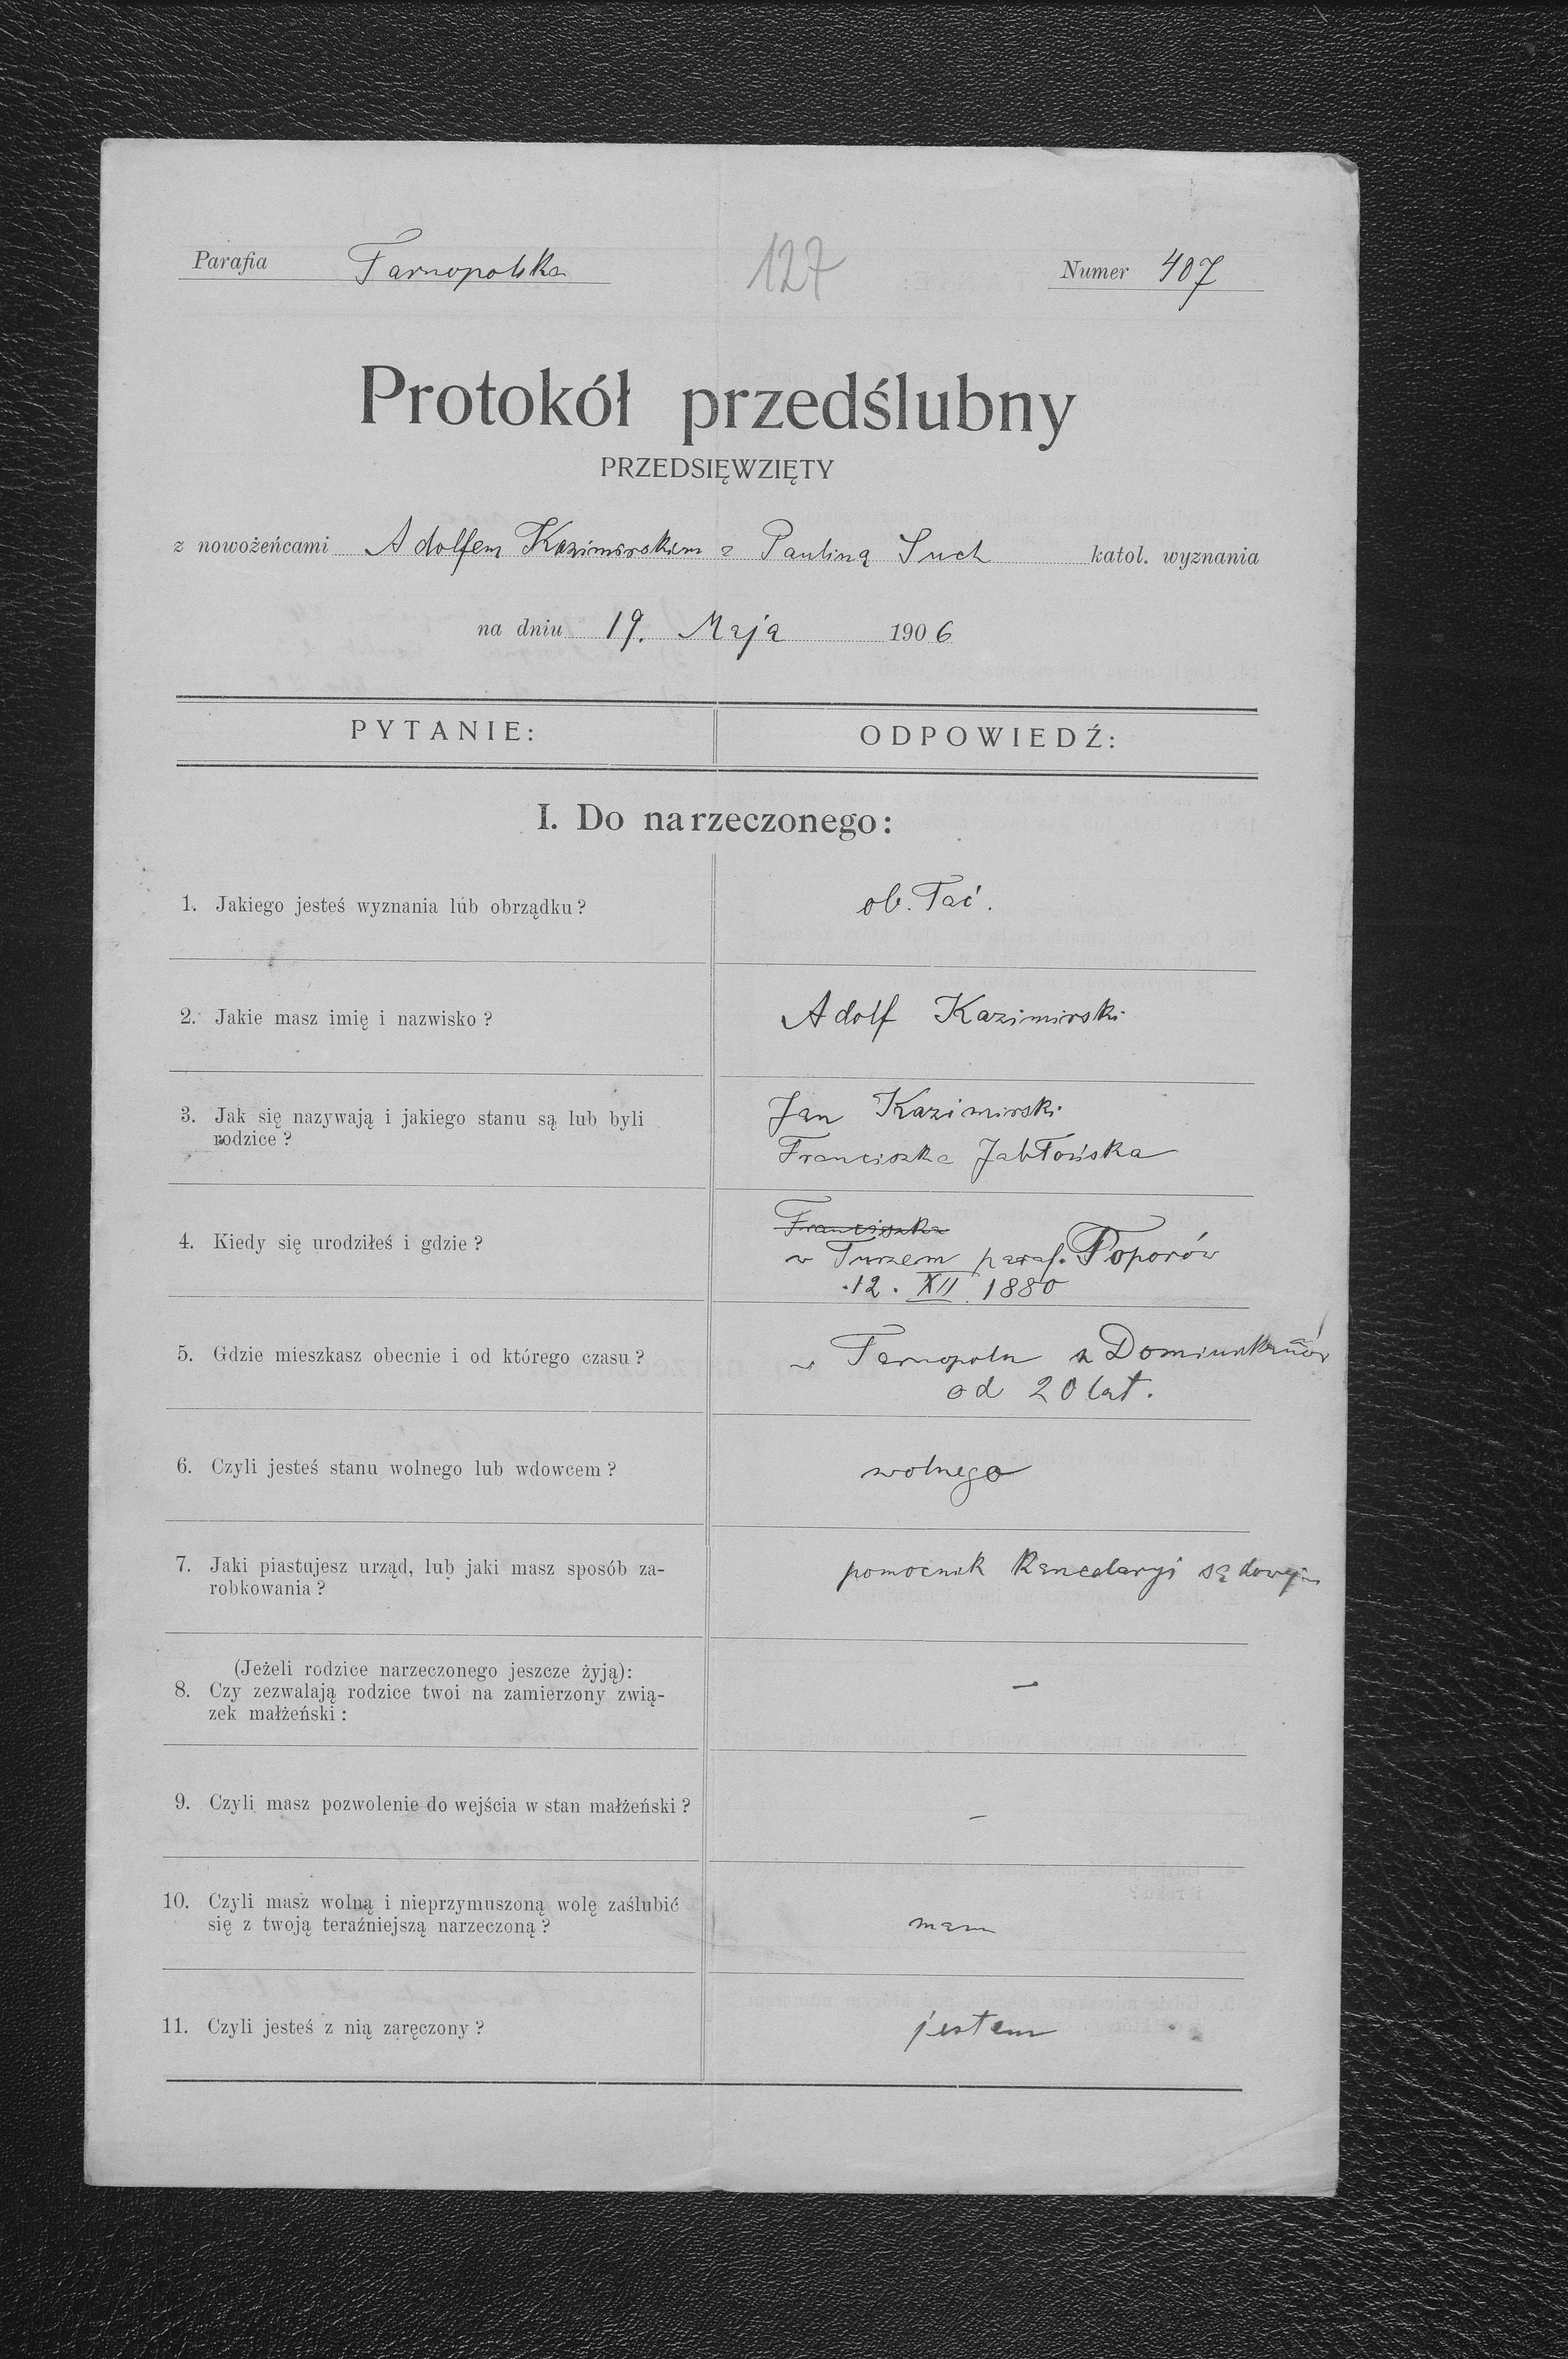 Parafia Tarnopolska
127
Numer 407
Protokół przedślubny
PRZEDSIĘWZIĘTY
z nowożeńcami Adolfem Kazimirskim z Pauliną Such katol. wyznania
na dniu 19. Maja 1906
PYTANIE:
ODPOWIEDŹ:
I. Do narzeczonego:
1. Jakiego jesteś wyznania lub obrządku?
ob. łać.
2. Jakie masz imię i nazwisko?
Adolf Kazimirski
3. Jak się nazywają i jakiego stanu są lub byli
rodzice?
Jan Kazimirski
Franciszka Jabłońska
4. Kiedy się urodziłeś i gdzie?
Franciszka
w Turzem paraf. Toporów
12. XII. 1880
5. Gdzie mieszkasz obecnie i od którego czasu?
w Tarnopolu
od 20 lat.
6. Czyli jesteś stanu wolnego lub wdowcem?
wolnego
7. Jaki piastujesz urząd, lub jaki masz sposób za-
robkowania?
pomocnik kancelaryi sądowej
(Jeżeli rodzice narzeczonego jeszcze żyją):
8. Czy zezwalają rodzice twoi na zamierzony zwią-
zek małżeński:
—
9. Czyli masz pozwolenie do wejścia w stan małżeński?
—
10. Czyli masz wolną i nieprzymuszoną wolę zaślubić
się z twoją teraźniejszą narzeczoną?
mam
11. Czyli jesteś z nią zaręczony?
jestem